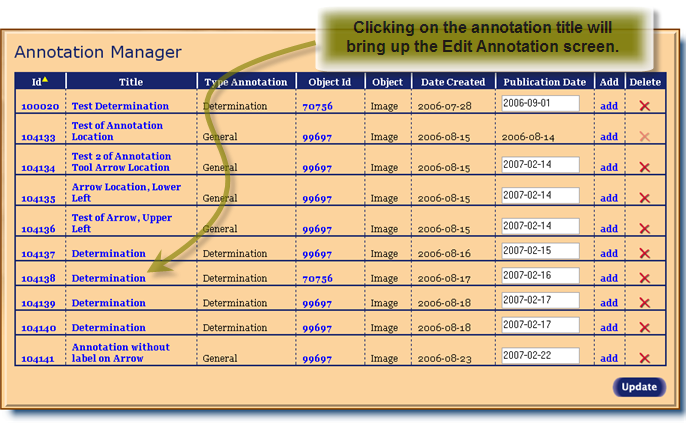 Clicking on the annotation title will
bring up the Edit Annotation screen.
Annotation Manager
Id Title Type Annotation Object Id Object Date Created Publication Date Add Delete
100020 Test Determination Determination 70756 Image 2006-07-28 2006-09-01 add
104133 Test of Annotation
Location General 99697 Image 2006-08-15 2006-08-14 add
104134 Test 2 of Annotation
Tool Arrow Location General 99697 Image 2006-08-15 2007-02-14 add
104135 Arrow Location, Lower
Left General 99697 Image 2006-08-15 2007-02-14 add
104136 Test of Arrow, Upper
Left General 99697 Image 2006-08-15 2007-02-14 add
104137 Determination Determination 99697 Image 2006-08-16 2007-02-15 add
104138 Determination Determination 70756 Image 2006-08-17 2007-02-16 add
104139 Determination Determination 99697 Image 2006-08-18 2007-02-17 add
104140 Determination Determination 99697 Image 2006-08-18 2007-02-17 add
104141 Annotation without
label on Arrow General 99697 Image 2006-08-23 2007-02-22 add
Update